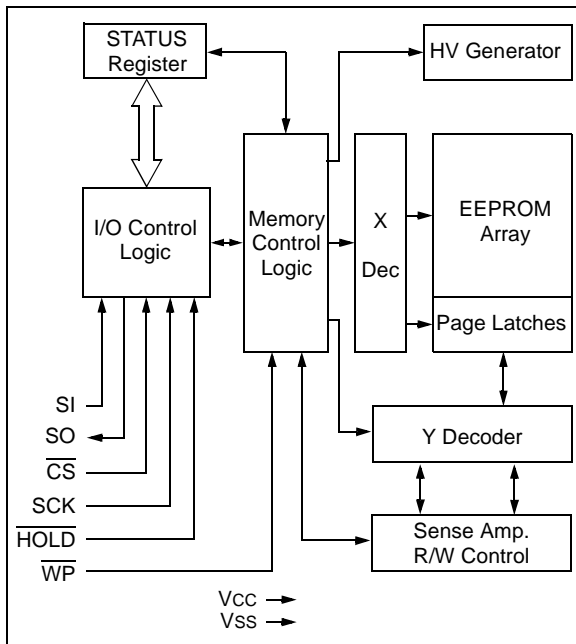 STATUS
Register
HV Generator
I/O Control
Logic
Memory
Control
Logic
X
Dec
EEPROM
Array
Page Latches
SI
SO
CS
SCK
HOLD
WP
Y Decoder
Sense Amp.
R/W Control
VCC
VSS